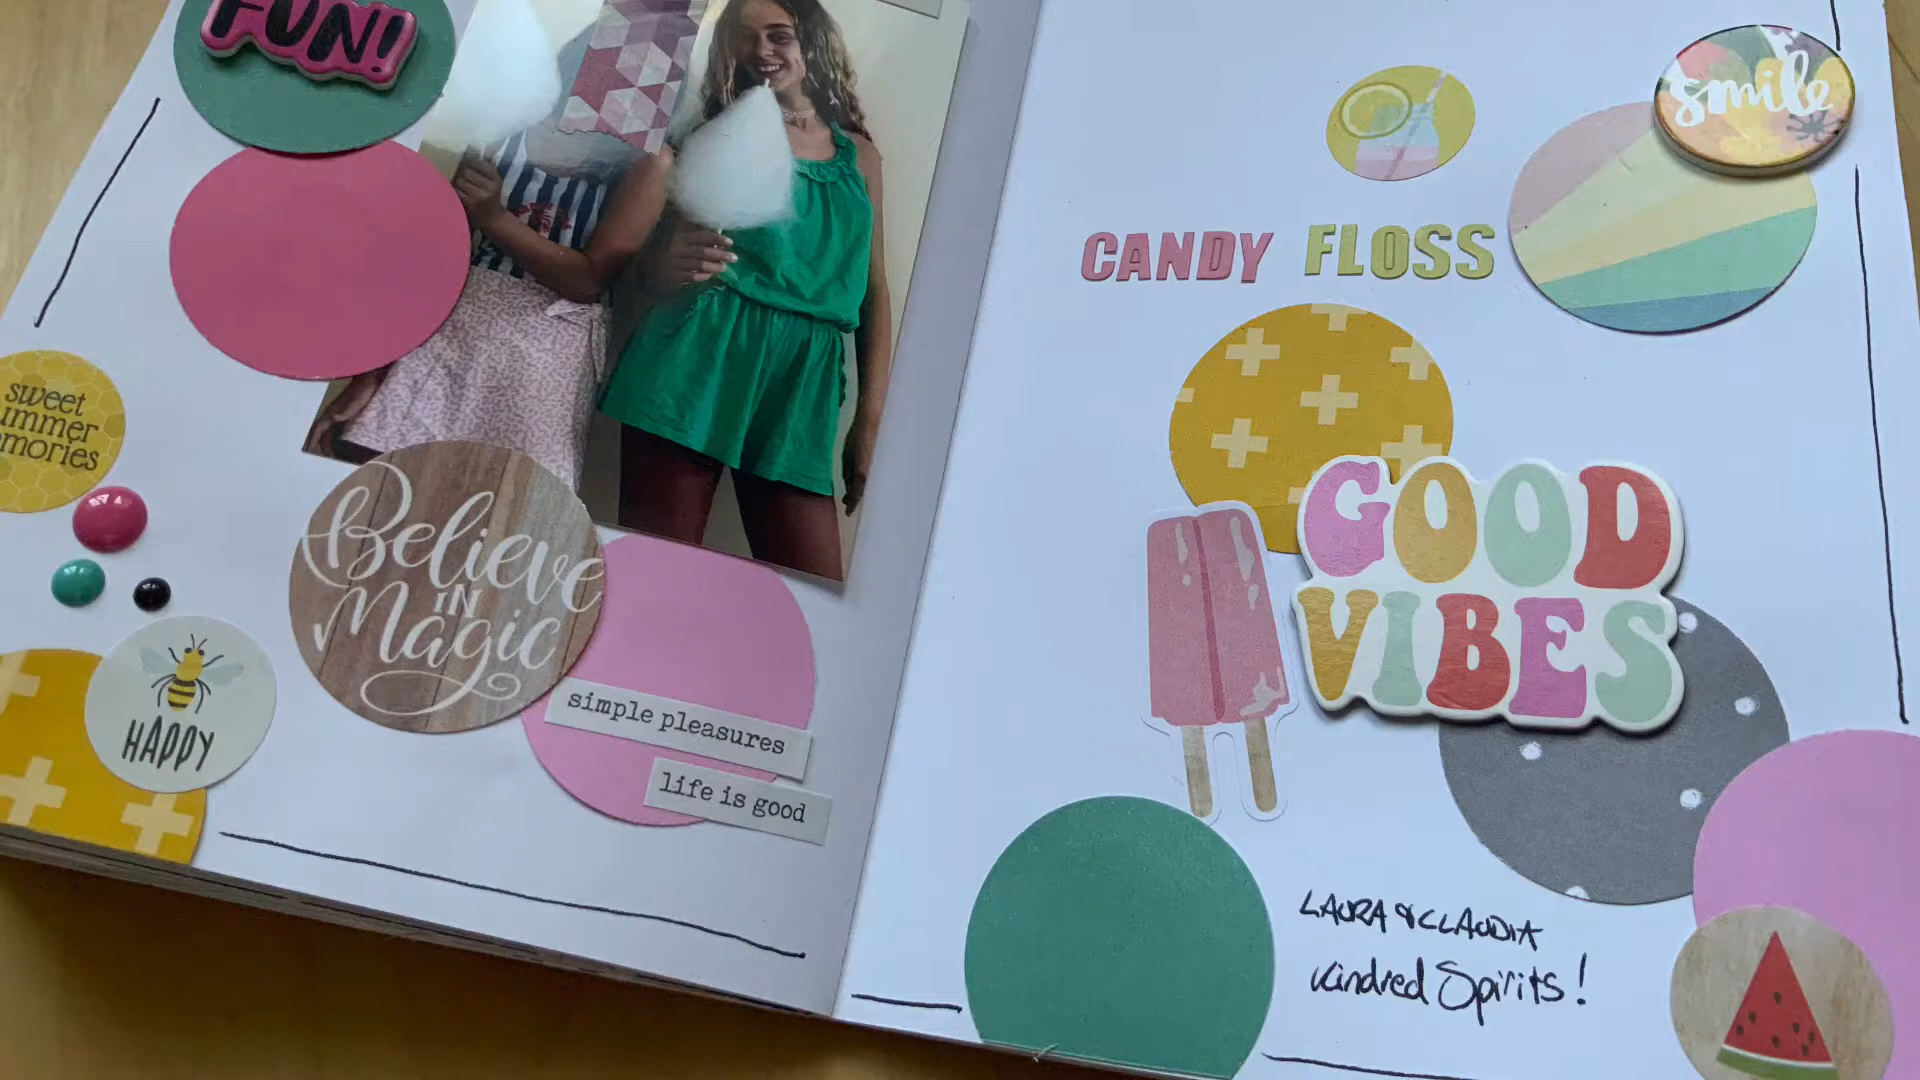 FUN!
sweet
ummer
mories
Believe
IN
Magic
HAPPY
simple pleasures
life is good
smile
CANDY FLOSS
GOOD
VIBES
LAURA & CLAUDIA
Kindred Spirits!